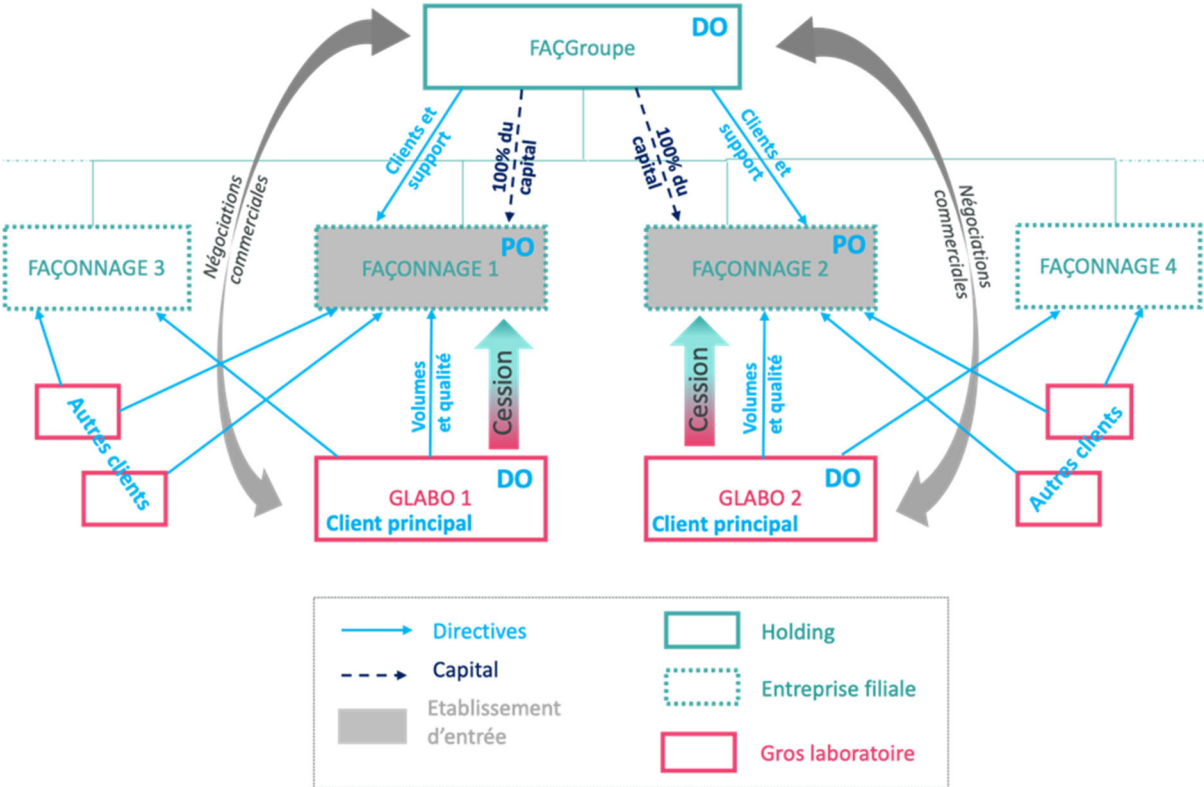 DO
FAÇGroupe
Clients et
support
100% du
capital
100% du
capital
Clients et
support
Négociations
commerciales
Négociations
commerciales
FAÇONNAGE 3
PO
FAÇONNAGE 1
PO
FAÇONNAGE 2
FAÇONNAGE 4
Autres clients
Volumes
et qualité
Cession
Cession
Volumes
et qualité
Autres clients
DO
GLABO 1
Client principal
DO
GLABO 2
Client principal
Directives
Capital
Etablissement
d'entrée
Holding
Entreprise filiale
Gros laboratoire